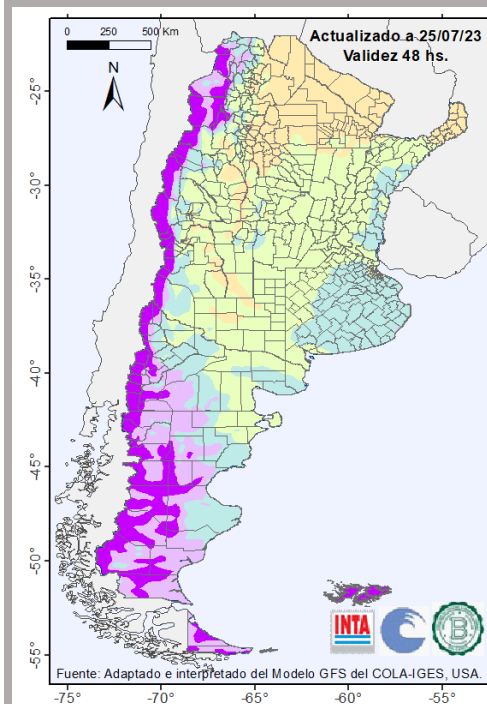 0 250 500 Km
Actualizado a 25/07/23
Validez 48 hs.
N
-25°
-30°
-35°
-40°
-45°
-50°
-55°
INTA
B
Fuente: Adaptado e interpretado del Modelo GFS del COLA-IGES, USA.
-75° -70° -65° -60° -55°